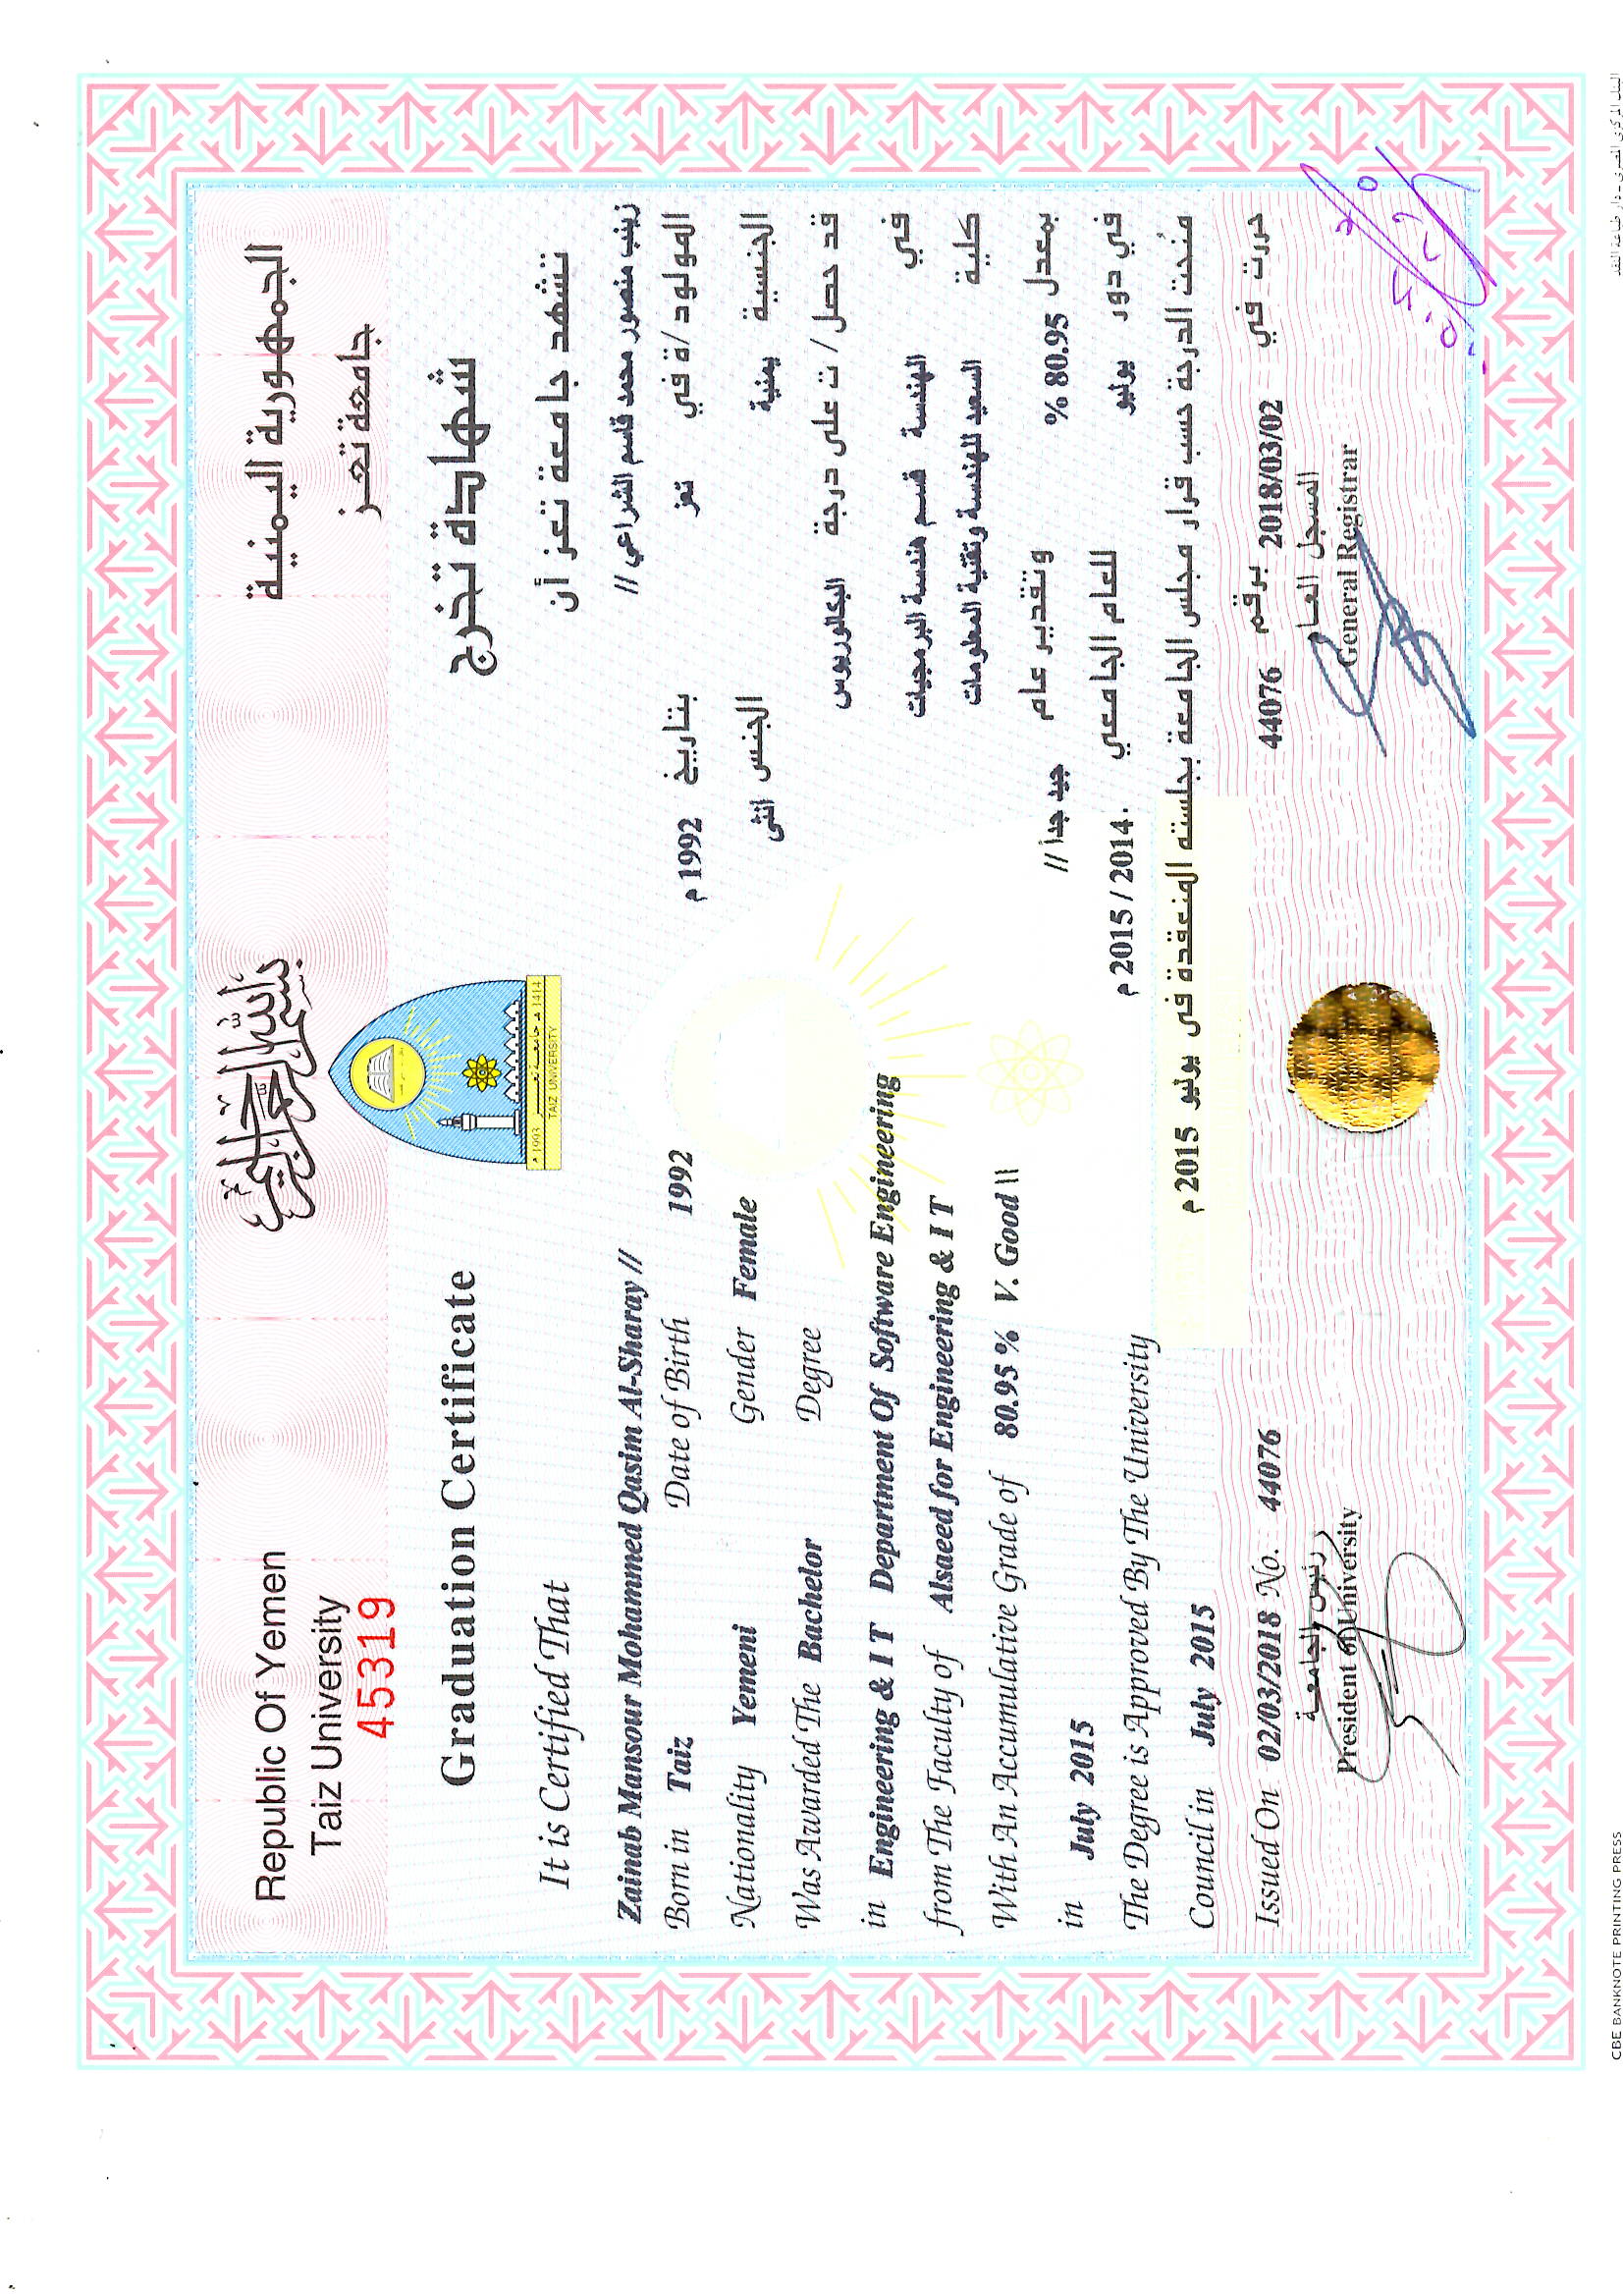 بسم الله الرحمن الرحيم
Republic Of Yemen
Taiz University
45319
الجمهورية اليمنية
جامعة تعز
1993 م جامعة تعز 1414 هـ
TAIZ UNIVERSITY
Graduation Certificate
It is Certified That
Zainab Mansour Mohammed Qasim Al-Sharay //
Born in Taiz Date of Birth 1992
Nationality Yemeni Gender Female
Was Awarded The Bachelor Degree
in Engineering & I T Department Of Software Engineering
from The Faculty of Alsaeed for Engineering & I T
With An Accumulative Grade of 80.95 % V. Good \\
in July 2015
The Degree is Approved By The University
Council in July 2015
Issued On 02/03/2018 No. 44076
رئيس الجامعة
President of University
شهادة تخرج
تشهد جامعة تعز أن
زينب منصور محمد قاسم الشراعي //
المولود/ة في تعز بتاريخ 1992 م
الجنسية يمنية الجنس أنثى
قد حصل/ ت على درجة البكالوريوس
في الهندسة قسم هندسة البرمجيات
كلية السعيد للهندسة وتقنية المعلومات
بمعدل 80.95 % وتقدير عام جيد جداً //
في دور يوليو للعام الجامعي 2014 / 2015 م
مُنحت الدرجة حسب قرار مجلس الجامعة بجلسته المنعقدة في يوليو 2015 م
حررت في 2018/03/02 برقم 44076
المسجل العام
General Registrar
CBE BANKNOTE PRINTING PRESS
البنك المركزي المصري - دار طباعة النقد